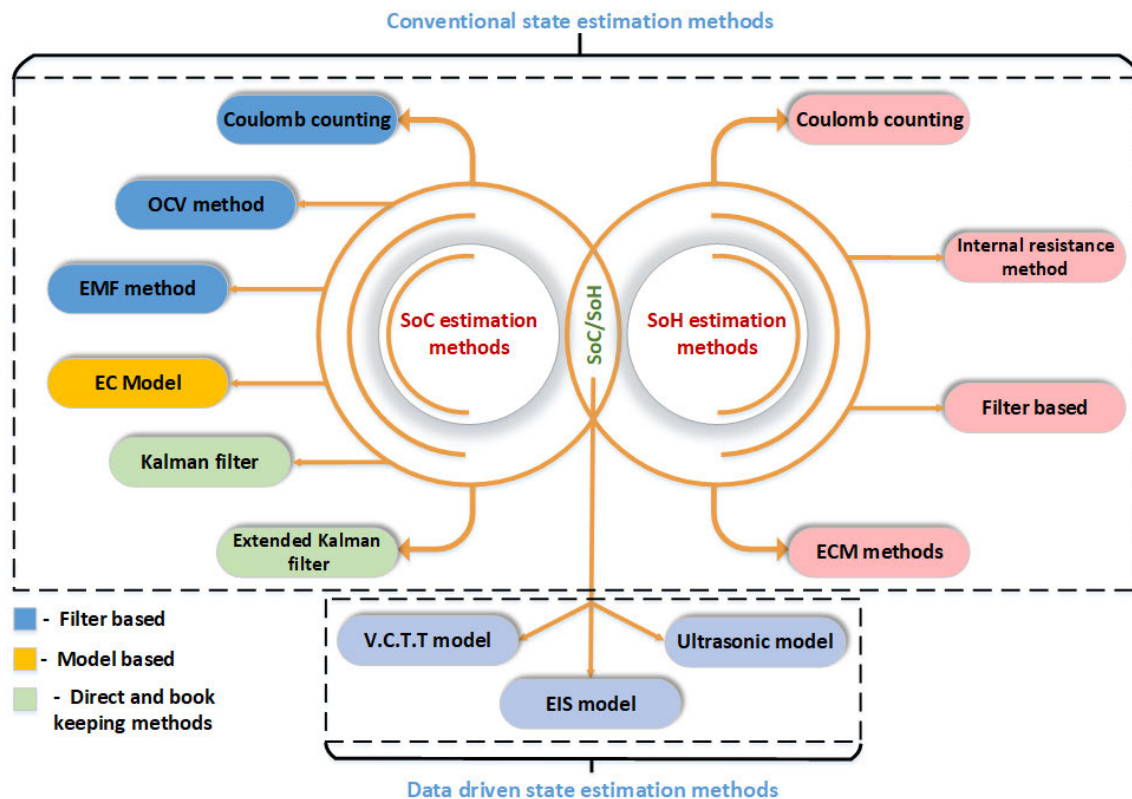 Conventional state estimation methods
Coulomb counting
OCV method
EMF method
EC Model
Kalman filter
Extended Kalman
filter
SoC estimation
methods
SoC/SoH
SoH estimation
methods
Coulomb counting
Internal resistance
method
Filter based
ECM methods
- Filter based
- Model based
- Direct and book
keeping methods
V.C.T.T model
Ultrasonic model
EIS model
Data driven state estimation methods